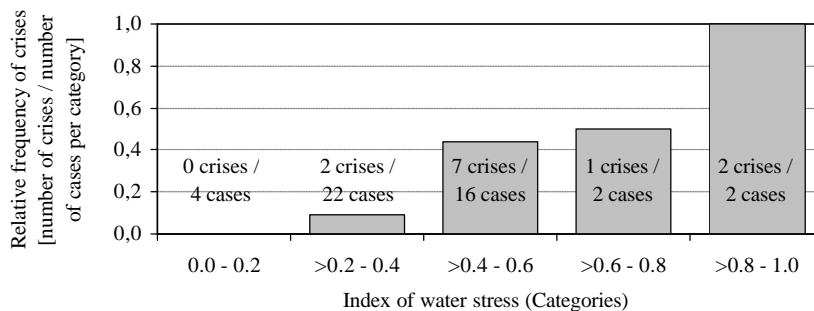 Relative frequency of crises
[number of crises / number
of cases per category]
1,0
0,8
0,6
0,4
0,2
0,0
0 crises /
4 cases
2 crises /
22 cases
7 crises /
16 cases
1 crises /
2 cases
2 crises /
2 cases
0.0 - 0.2
>0.2 - 0.4
>0.4 - 0.6
>0.6 - 0.8
>0.8 - 1.0
Index of water stress (Categories)